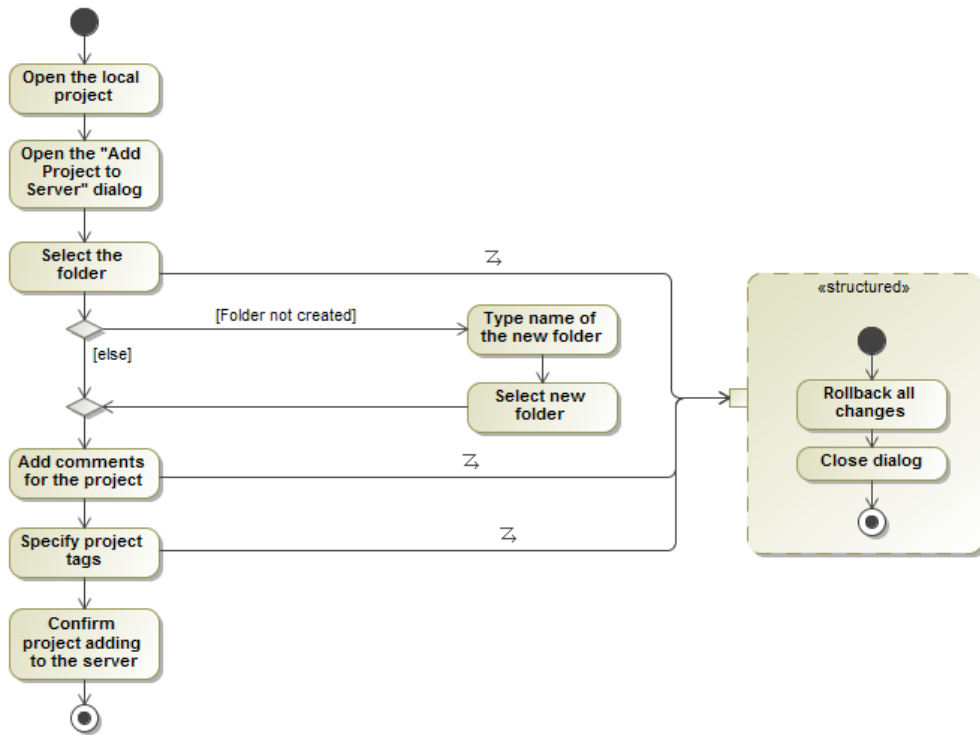 Open the local
project
Open the "Add
Project to
Server" dialog
Select the
folder
«structured»
[Folder not created]
Type name of
the new folder
[else]
Rollback all
changes
Select new
folder
Add comments
for the project
Close dialog
Specify project
tags
Confirm
project adding
to the server